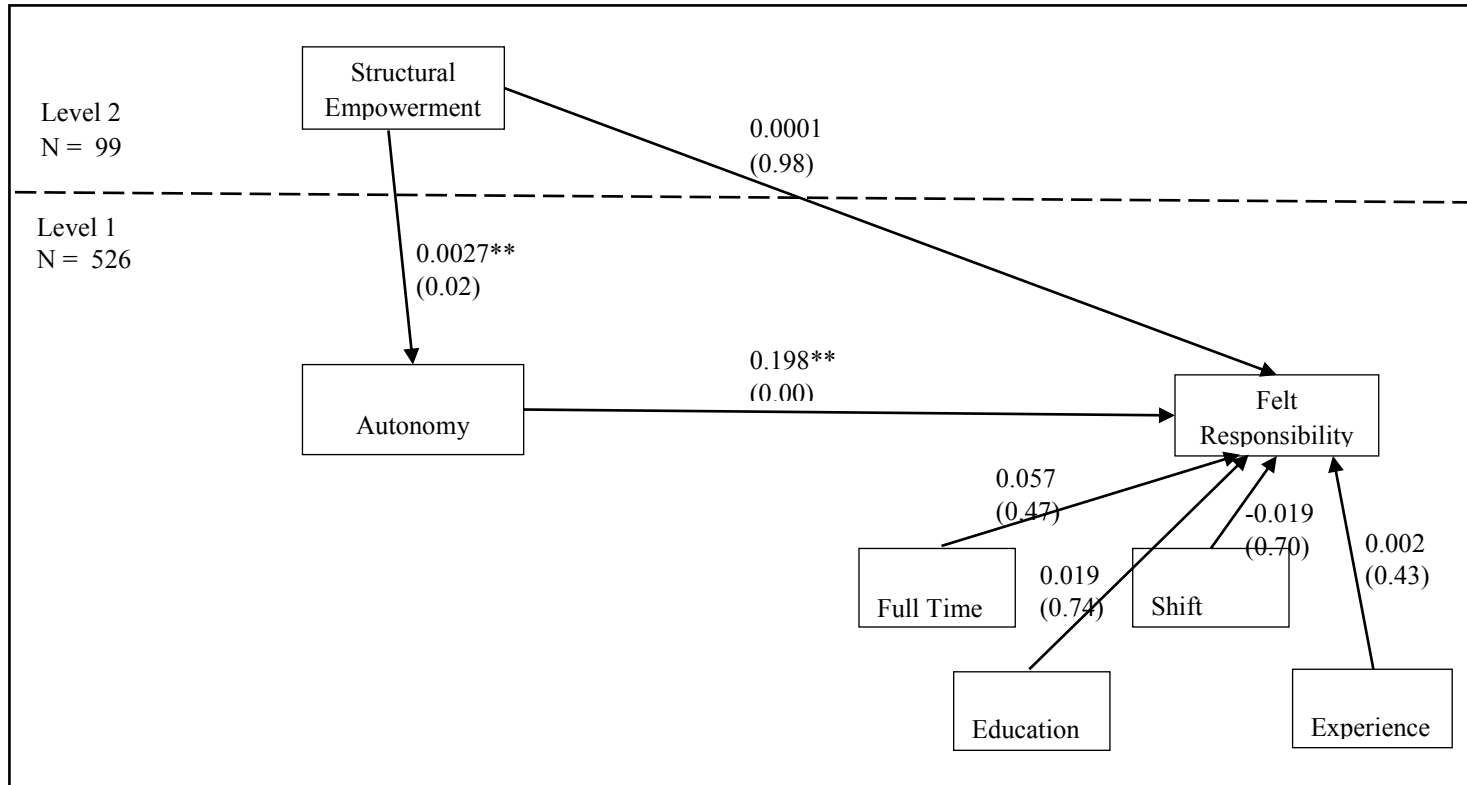 Structural
Empowerment
Level 2
N = 99
0.0001
(0.98)
Level 1
N = 526
0.0027**
(0.02)
0.198**
(0.00)
Autonomy
Felt
Responsibility
0.057
(0.47)
-0.019
(0.70)
0.002
(0.43)
0.019
(0.74)
Full Time
Shift
Education
Experience